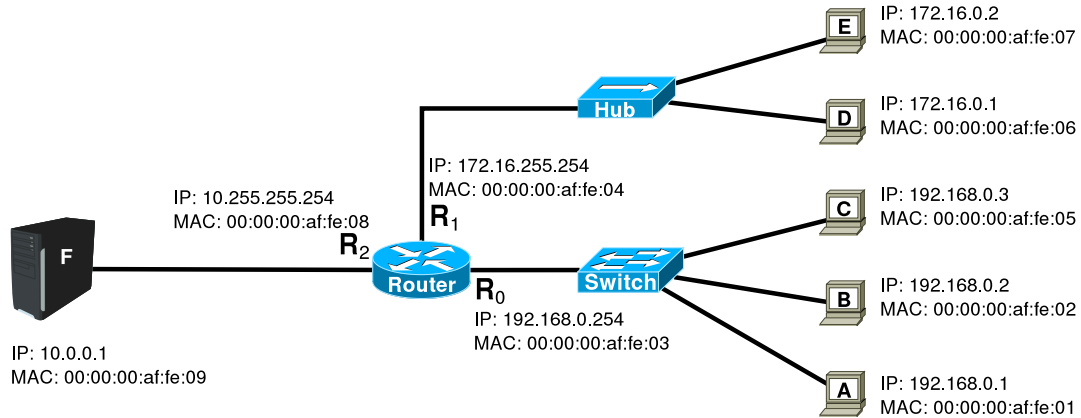 E
IP: 172.16.0.2
MAC: 00:00:00:af:fe:07
Hub
D
IP: 172.16.0.1
MAC: 00:00:00:af:fe:06
IP: 172.16.255.254
MAC: 00:00:00:af:fe:04
R1
IP: 10.255.255.254
MAC: 00:00:00:af:fe:08
R2
C
IP: 192.168.0.3
MAC: 00:00:00:af:fe:05
F
Router
R0
Switch
B
IP: 192.168.0.2
MAC: 00:00:00:af:fe:02
IP: 192.168.0.254
MAC: 00:00:00:af:fe:03
IP: 10.0.0.1
MAC: 00:00:00:af:fe:09
A
IP: 192.168.0.1
MAC: 00:00:00:af:fe:01